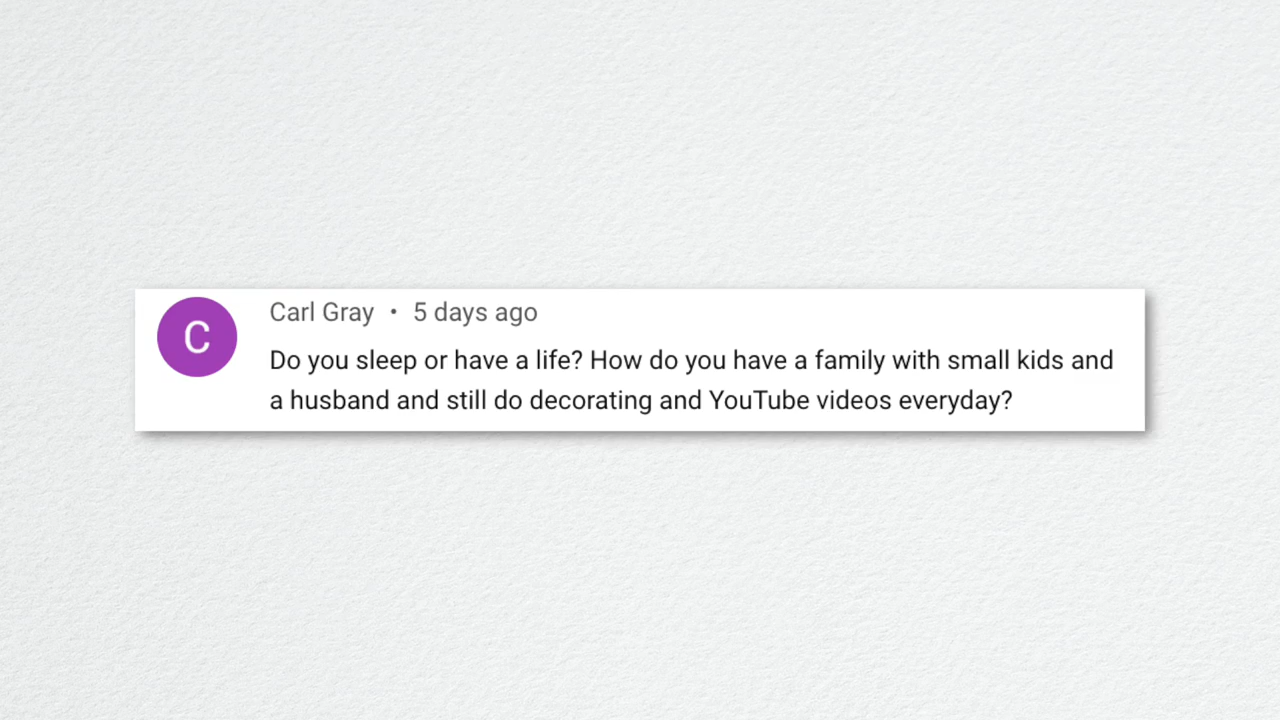 C
Carl Gray • 5 days ago
Do you sleep or have a life? How do you have a family with small kids and
a husband and still do decorating and YouTube videos everyday?